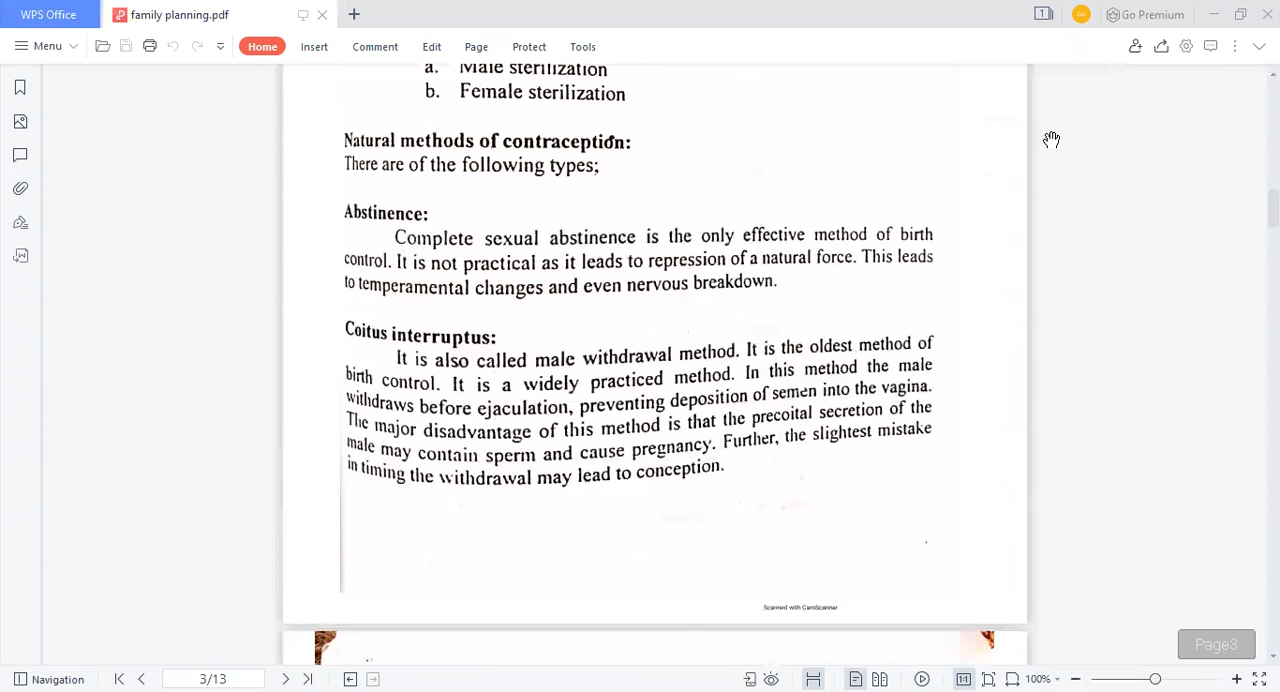 WPS Office
family planning.pdf
1
Go Premium
Menu
Home
Insert
Comment
Edit
Page
Protect
Tools
a. Male sterilization
b. Female sterilization
Natural methods of contraception:
There are of the following types;
Abstinence:
Complete sexual abstinence is the only effective method of birth
control. It is not practical as it leads to repression of a natural force. This leads
to temperamental changes and even nervous breakdown.
Coitus interruptus:
It is also called male withdrawal method. It is the oldest method of
birth control. It is a widely practiced method. In this method the male
withdraws before ejaculation, preventing deposition of semen into the vagina.
The major disadvantage of this method is that the precoital secretion of the
male may contain sperm and cause pregnancy. Further, the slightest mistake
in timing the withdrawal may lead to conception.
Scanned with CamScanner
Page3
Navigation
3/13
100%